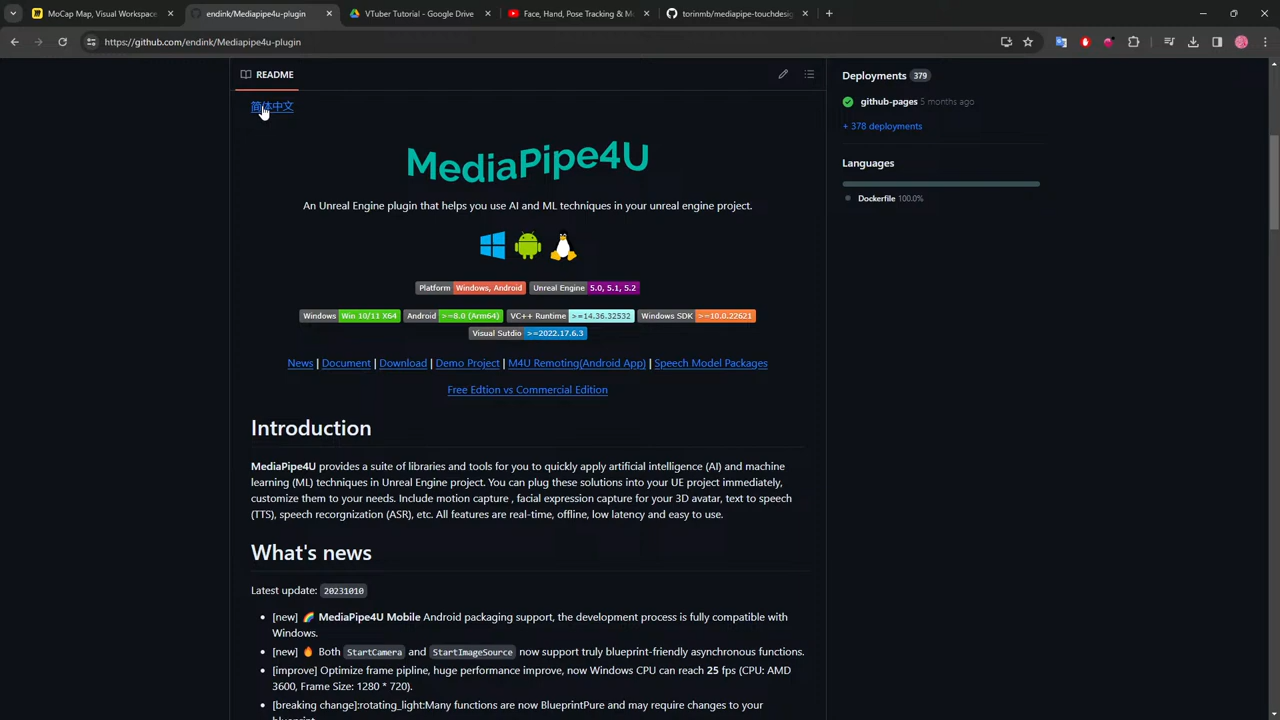 MoCap Map, Visual Workspace
endink/Mediapipe4u-plugin
VTuber Tutorial - Google Drive
Face, Hand, Pose Tracking & M
torinmb/mediapipe-touchdesig
https://github.com/endink/Mediapipe4u-plugin
README
简体中文
MediaPipe4U
An Unreal Engine plugin that helps you use AI and ML techniques in your unreal engine project.
Platform Windows, Android Unreal Engine 5.0, 5.1, 5.2
Windows Win 10/11 X64 Android >=8.0 (Arm64) VC++ Runtime >=14.36.32532 Windows SDK >=10.0.22621
Visual Sutdio >=2022.17.6.3
News | Document | Download | Demo Project | M4U Remoting(Android App) | Speech Model Packages
Free Edtion vs Commercial Edition
Introduction
MediaPipe4U provides a suite of libraries and tools for you to quickly apply artificial intelligence (AI) and machine
learning (ML) techniques in Unreal Engine project. You can plug these solutions into your UE project immediately,
customize them to your needs. Include motion capture , facial expression capture for your 3D avatar, text to speech
(TTS), speech recorgnization (ASR), etc. All features are real-time, offline, low latency and easy to use.
What's news
Latest update: 20231010
[new] 🌈 MediaPipe4U Mobile Android packaging support, the development process is fully compatible with
Windows.
[new] 🔥 Both StartCamera and StartImageSource now support truly blueprint-friendly asynchronous functions.
[improve] Optimize frame pipline, huge performance improve, now Windows CPU can reach 25 fps (CPU: AMD
3600, Frame Size: 1280 * 720).
[breaking change]:rotating_light:Many functions are now BlueprintPure and may require changes to your
blueprint.
Deployments 379
github-pages 5 months ago
+ 378 deployments
Languages
Dockerfile 100.0%